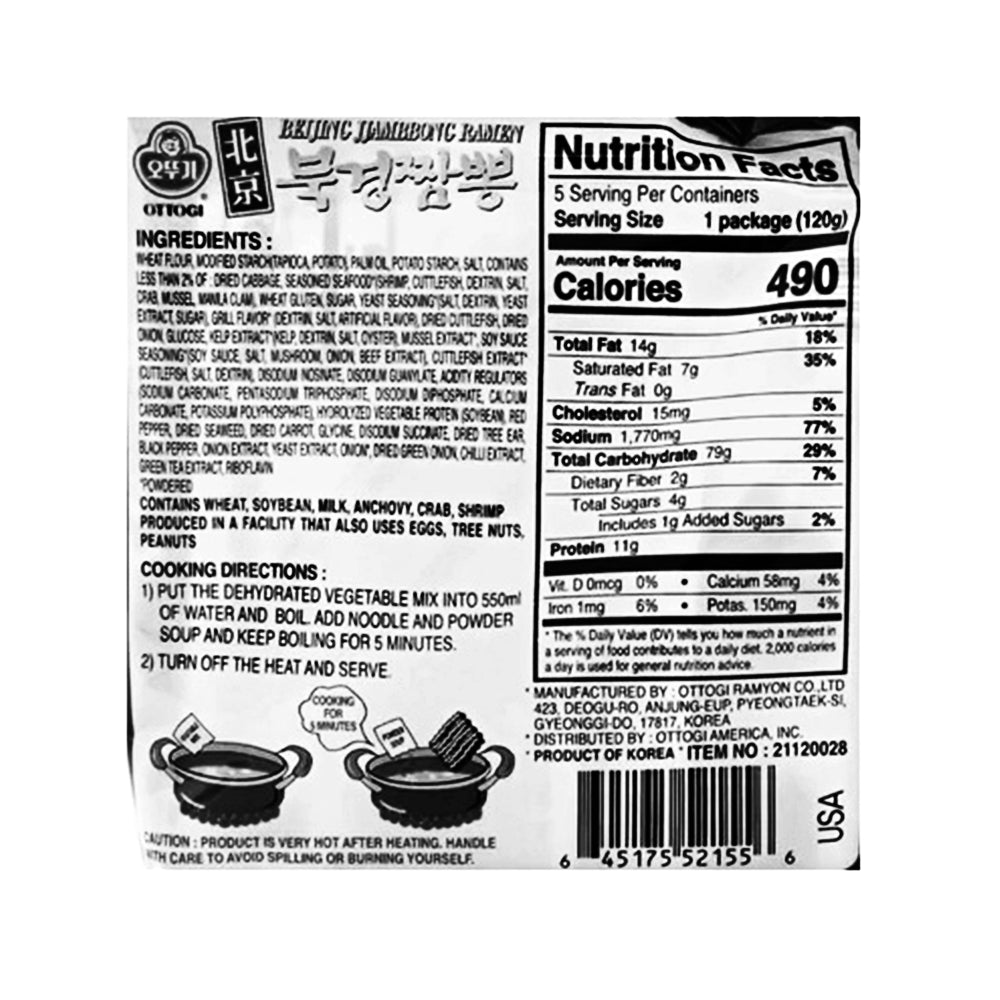 오뚜기
OTTOGI
北京
BEIJING JJAMBBONG RAMEN
북경짬뽕
INGREDIENTS :
WHEAT FLOUR, MODIFIED STARCH(TAPIOCA, POTATO), PALM OIL, POTATO STARCH, SALT, CONTAINS
LESS THAN 2% OF : DRIED CABBAGE, SEASONED SEAFOOD*(SHRIMP, CUTTLEFISH, DEXTRIN, SALT,
CRAB, MUSSEL, MANILA CLAM), WHEAT GLUTEN, SUGAR, YEAST SEASONING*(SALT, DEXTRIN, YEAST
EXTRACT, SUGAR), GRILL FLAVOR* (DEXTRIN, SALT, ARTIFICIAL FLAVOR), DRIED CUTTLEFISH, DRIED
ONION, GLUCOSE, KELP EXTRACT*(KELP, DEXTRIN, SALT, OYSTER), MUSSEL EXTRACT*, SOY SAUCE
SEASONING*(SOY SAUCE, SALT, MUSHROOM, ONION, BEEF EXTRACT), CUTTLEFISH EXTRACT*
CUTTLEFISH, SALT, DEXTRIN), DISODIUM INOSINATE, DISODIUM GUANYLATE, ACIDITY REGULATORS
SODIUM CARBONATE, PENTASODIUM TRIPHOSPHATE, DISODIUM DIPHOSPHATE, CALCIUM
CARBONATE, POTASSIUM POLYPHOSPHATE), HYDROLYZED VEGETABLE PROTEIN (SOYBEAN), RED
PEPPER, DRIED SEAWEED, DRIED CARROT, GLYCINE, DISODIUM SUCCINATE, DRIED TREE EAR,
BLACK PEPPER, ONION EXTRACT, YEAST EXTRACT, ONION*, DRIED GREEN ONION, CHILLI EXTRACT,
GREEN TEA EXTRACT, RIBOFLAVIN
*POWDERED
CONTAINS WHEAT, SOYBEAN, MILK, ANCHOVY, CRAB, SHRIMP
PRODUCED IN A FACILITY THAT ALSO USES EGGS, TREE NUTS,
PEANUTS
COOKING DIRECTIONS :
1) PUT THE DEHYDRATED VEGETABLE MIX INTO 550ml
OF WATER AND BOIL. ADD NOODLE AND POWDER
SOUP AND KEEP BOILING FOR 5 MINUTES.
2) TURN OFF THE HEAT AND SERVE.
COOKING
FOR
5 MINUTES
POWDER
SOUP
CAUTION : PRODUCT IS VERY HOT AFTER HEATING. HANDLE
WITH CARE TO AVOID SPILLING OR BURNING YOURSELF.
Nutrition Facts
5 Serving Per Containers
Serving Size 1 package (120g)
Amount Per Serving
Calories 490
% Daily Value*
Total Fat 14g 18%
Saturated Fat 7g 35%
Trans Fat 0g
Cholesterol 15mg 5%
Sodium 1,770mg 77%
Total Carbohydrate 79g 29%
Dietary Fiber 2g 7%
Total Sugars 4g
Includes 1g Added Sugars 2%
Protein 11g
Vit. D 0mcg 0% • Calcium 58mg 4%
Iron 1mg 6% • Potas. 150mg 4%
* The % Daily Value (DV) tells you how much a nutrient in
a serving of food contributes to a daily diet. 2,000 calories
a day is used for general nutrition advice.
* MANUFACTURED BY : OTTOGI RAMYON CO.,LTD
423, DEOGU-RO, ANJUNG-EUP, PYEONGTAEK-SI,
GYEONGGI-DO, 17817, KOREA
* DISTRIBUTED BY : OTTOGI AMERICA, INC.
* PRODUCT OF KOREA * ITEM NO : 21120028
6 45175 52155 6
USA